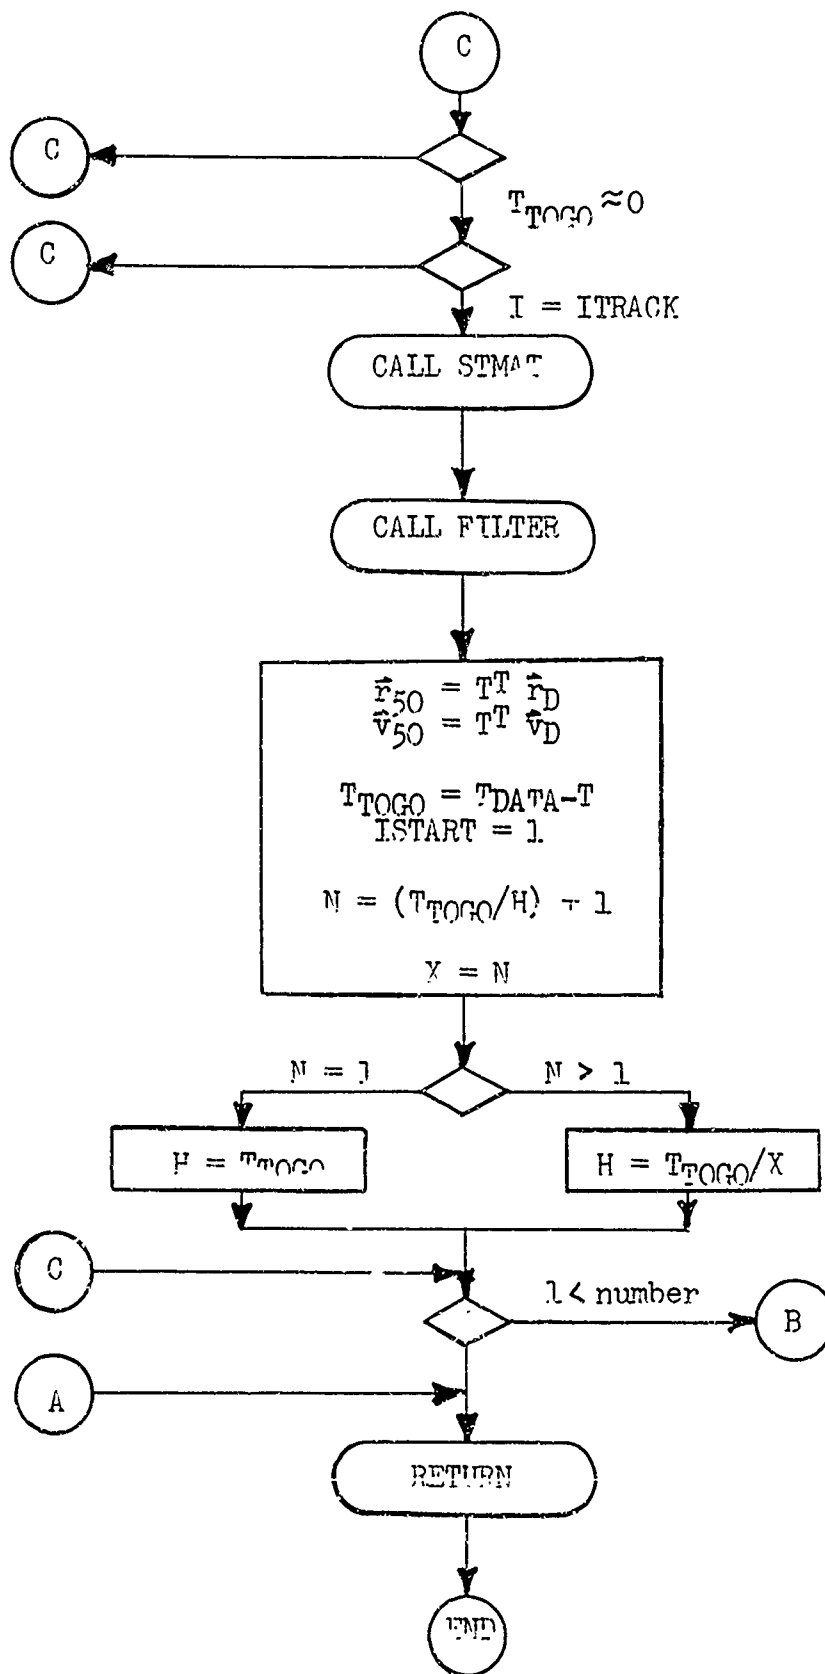 C
C
T_TOGO ≈ 0
C
I = ITRACK
CALL STMAT
CALL FILTER
r⃗_50 = T^T r⃗_D
v⃗_50 = T^T v⃗_D
T_TOGO = T_DATA-T
ISTART = 1
N = (T_TOGO/H) + 1
X = N
N = 1
N > 1
H = T_TOGO
H = T_TOGO/X
C
1 < number
B
A
RETURN
END